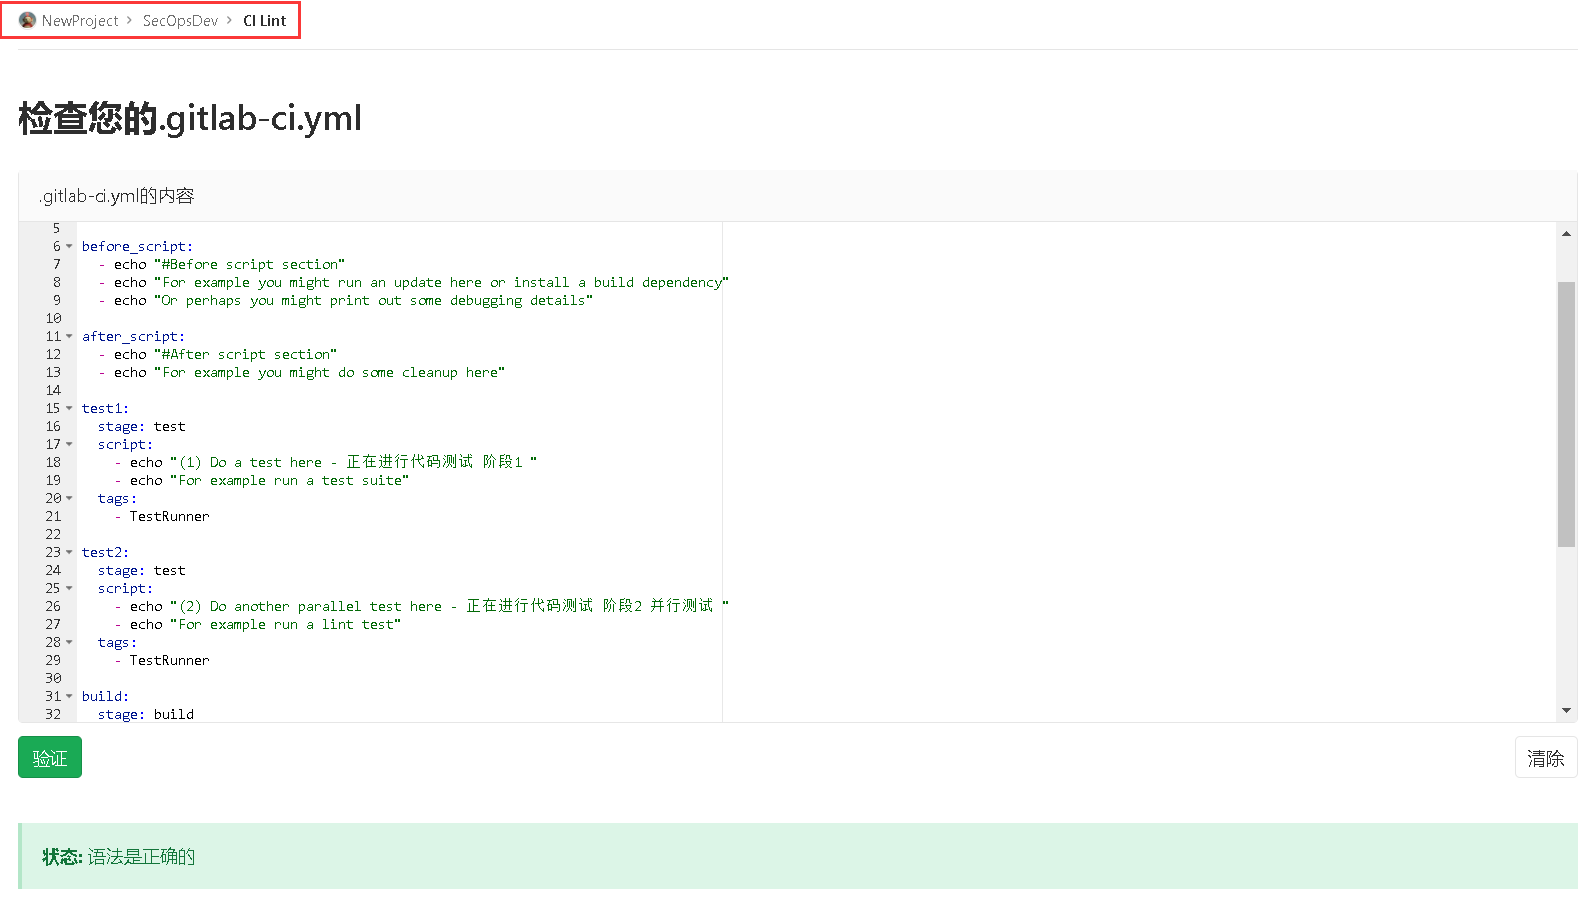 NewProject > SecOpsDev > CI Lint
检查您的.gitlab-ci.yml
.gitlab-ci.yml的内容
5
6 before_script:
7 - echo "#Before script section"
8 - echo "For example you might run an update here or install a build dependency"
9 - echo "Or perhaps you might print out some debugging details"
10
11 after_script:
12 - echo "#After script section"
13 - echo "For example you might do some cleanup here"
14
15 test1:
16 stage: test
17 script:
18 - echo "(1) Do a test here - 正在进行代码测试 阶段1 "
19 - echo "For example run a test suite"
20 tags:
21 - TestRunner
22
23 test2:
24 stage: test
25 script:
26 - echo "(2) Do another parallel test here - 正在进行代码测试 阶段2 并行测试 "
27 - echo "For example run a lint test"
28 tags:
29 - TestRunner
30
31 build:
32 stage: build
验证 清除
状态: 语法是正确的